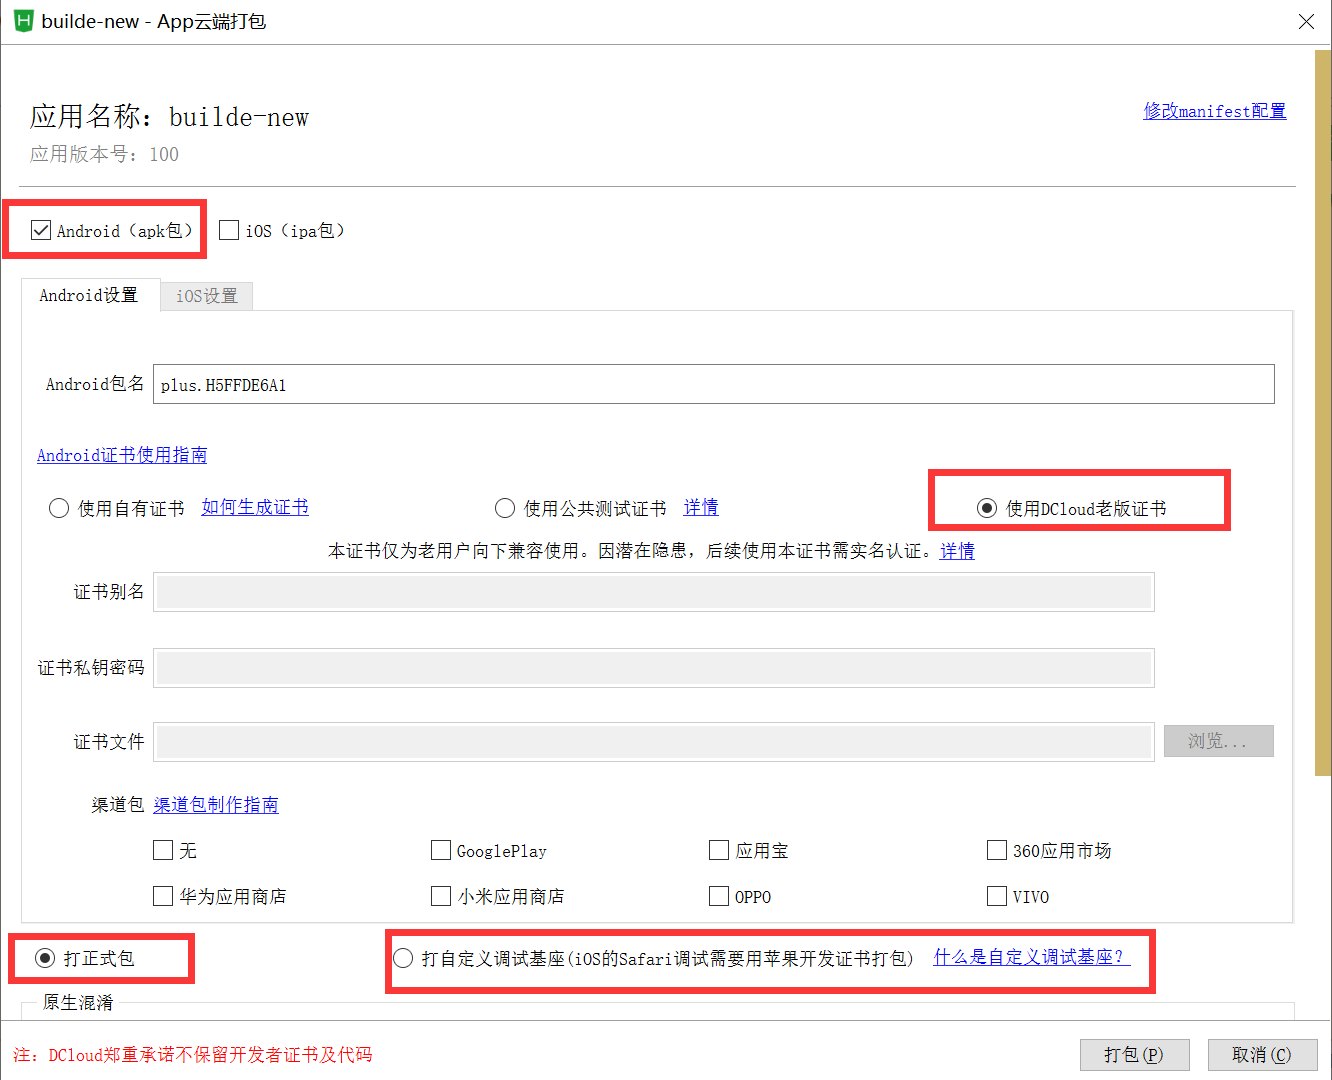 builde-new - App云端打包
应用名称：builde-new
修改manifest配置
应用版本号：100
Android（apk包） iOS（ipa包）
Android设置 iOS设置
Android包名 plus.H5FFDE6A1
Android证书使用指南
使用自有证书 如何生成证书 使用公共测试证书 详情 使用DCloud老版证书
本证书仅为老用户向下兼容使用。因潜在隐患，后续使用本证书需实名认证。详情
证书别名
证书私钥密码
证书文件 浏览...
渠道包 渠道包制作指南
无 GooglePlay 应用宝 360应用市场
华为应用商店 小米应用商店 OPPO VIVO
打正式包 打自定义调试基座(iOS的Safari调试需要用苹果开发证书打包) 什么是自定义调试基座？
原生混淆
注：DCloud郑重承诺不保留开发者证书及代码
打包(P) 取消(C)